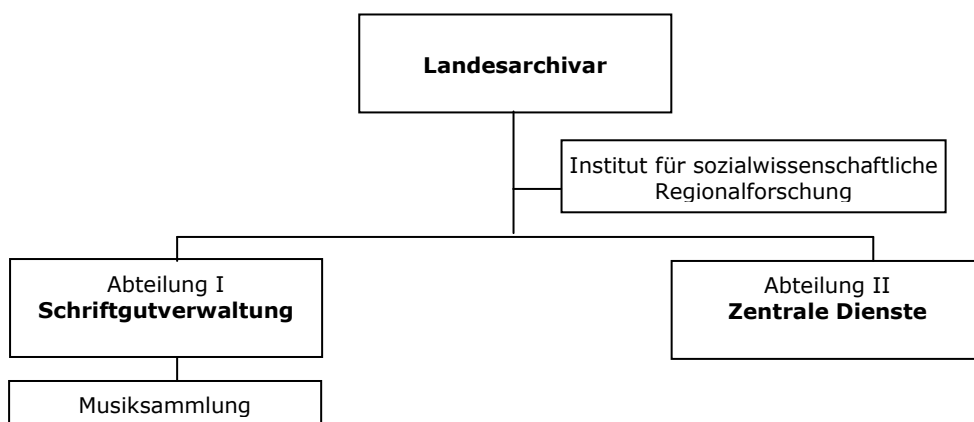 Landesarchivar
Institut für sozialwissenschaftliche
Regionalforschung
Abteilung I
Schriftgutverwaltung
Abteilung II
Zentrale Dienste
Musiksammlung